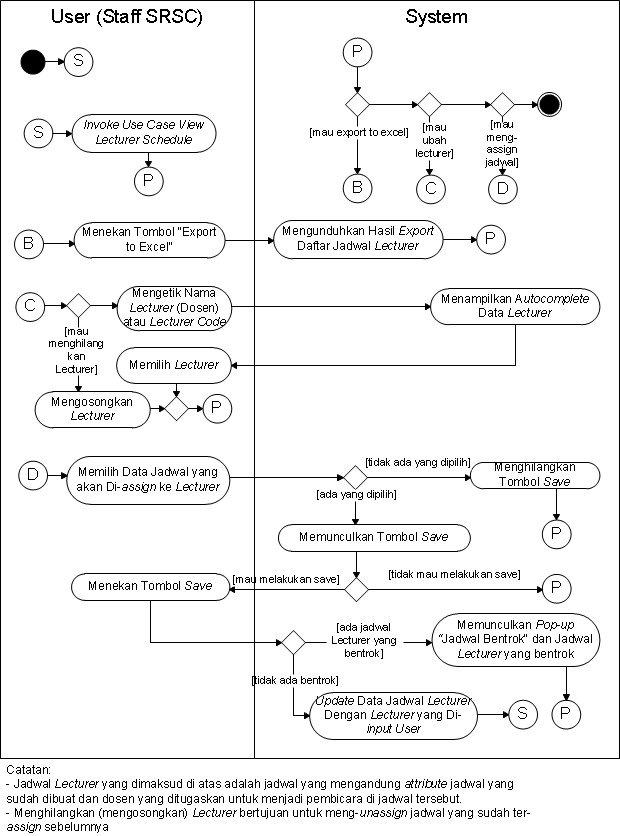 User (Staff SRSC)
System
S
P
S
Invoke Use Case View
Lecturer Schedule
P
[mau export to excel]
[mau
ubah
lecturer]
[mau
meng-
assign
jadywal]
B
C
D
B
Menekan Tombol "Export
to Excel"
Mengunduhkan Hasil Export
Daftar Jadwal Lecturer
P
C
[mau
menghilang
kan
Lecturer]
Mengetik Nama
Lecturer (Dosen)
atau Lecturer Code
Menampilkan Autocomplete
Data Lecturer
Memilih Lecturer
Mengosongkan
Lecturer
P
D
Memilih Data Jadwal yang
akan Di-assign ke Lecturer
[tidak ada yang dipilih]
[ada yang dipilih]
Menghilangkan
Tombol Save
P
Memunculkan Tombol Save
[mau melakukan save]
[tidak mau melakukan save]
P
Menekan Tombol Save
[ada jadwal
Lecturer yang
bentrok]
Memunculkan Pop-up
“Jadwal Bentrok” dan Jadwal
Lecturer yang bentrok
P
[tidak ada bentrok]
Update Data Jadwal Lecturer
Dengan Lecturer yang Di-
input User
S
Catatan:
- Jadwal Lecturer yang dimaksud di atas adalah jadwal yang mengandung attribute jadwal yang
sudah dibuat dan dosen yang ditugaskan untuk menjadi pembicara di jadwal tersebut.
- Menghilangkan (mengosongkan) Lecturer bertujuan untuk meng-unassign jadwal yang sudah ter-
assign sebelumnya